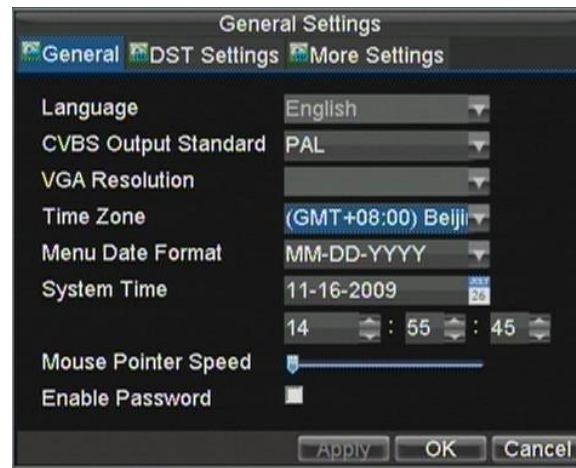 General Settings
General DST Settings More Settings
Language English
CVBS Output Standard PAL
VGA Resolution
Time Zone (GMT+08:00) Beiji
Menu Date Format MM-DD-YYYY
System Time 11-16-2009
JULY
26
14 : 55 : 45
Mouse Pointer Speed
Enable Password
Apply OK Cancel